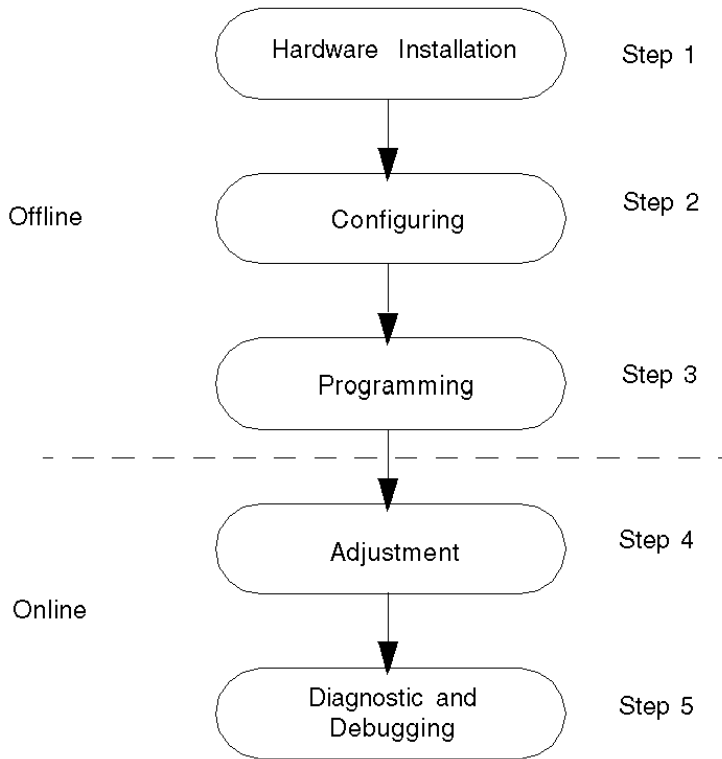 Hardware Installation
Step 1
Offline
Configuring
Step 2
Programming
Step 3
Adjustment
Step 4
Online
Diagnostic and
Debugging
Step 5